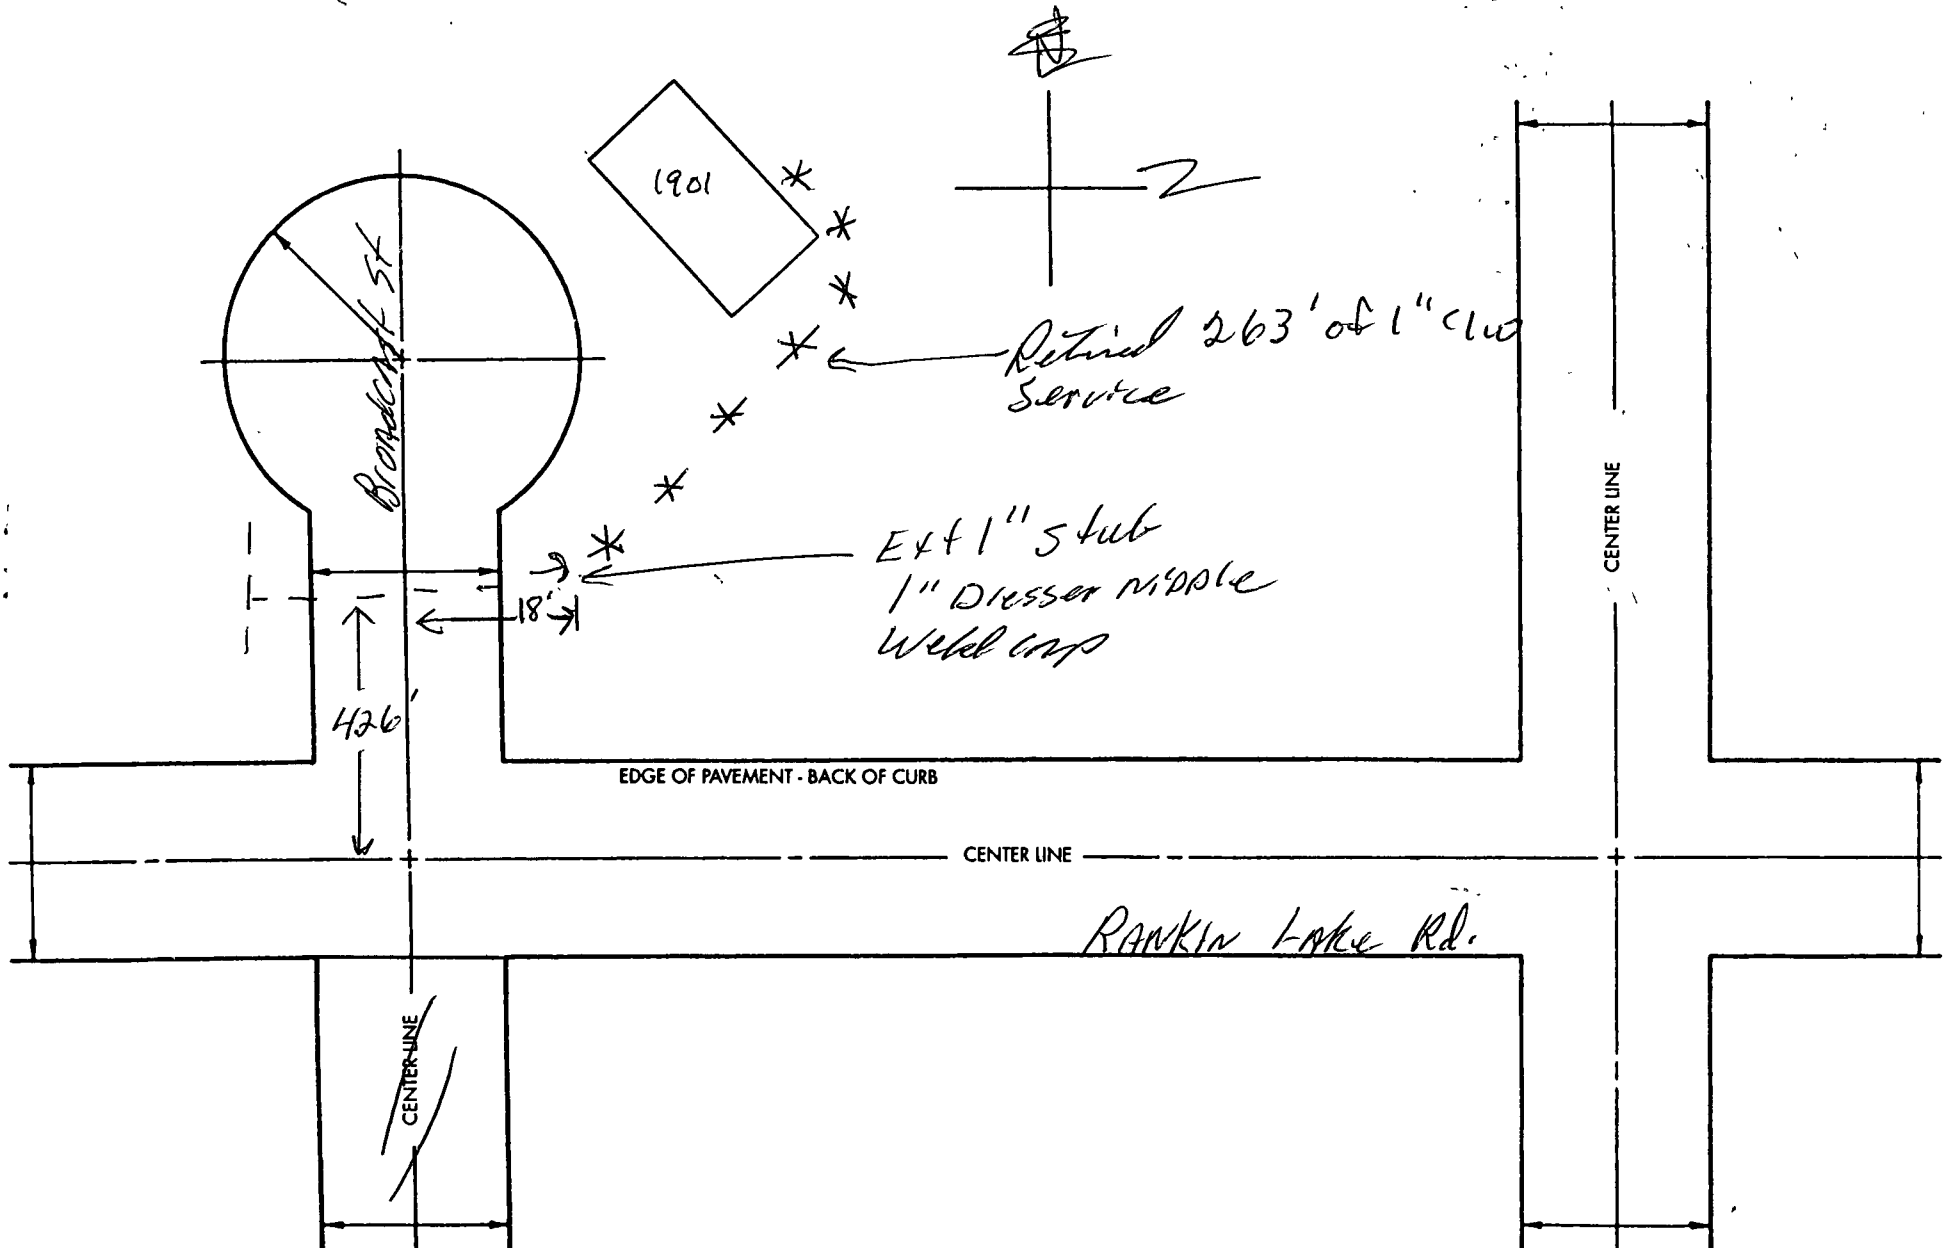 N
1901
Broadcast St
Retired 263' of 1" CW
Service
Ext 1" Stub
1" Dresser Nipple
Weld Cap
18'
426'
EDGE OF PAVEMENT - BACK OF CURB
CENTER LINE
CENTER LINE
RANKIN LAKE Rd.
CENTER LINE